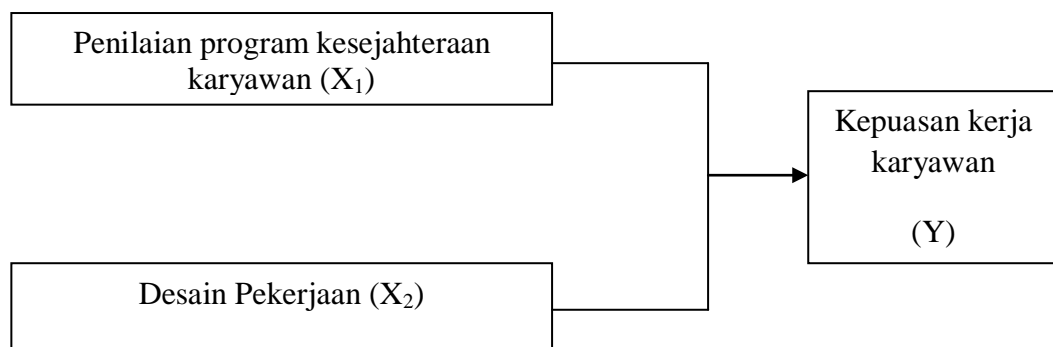 Penilaian program kesejahteraan
karyawan (X₁)
Kepuasan kerja
karyawan
(Y)
Desain Pekerjaan (X₂)